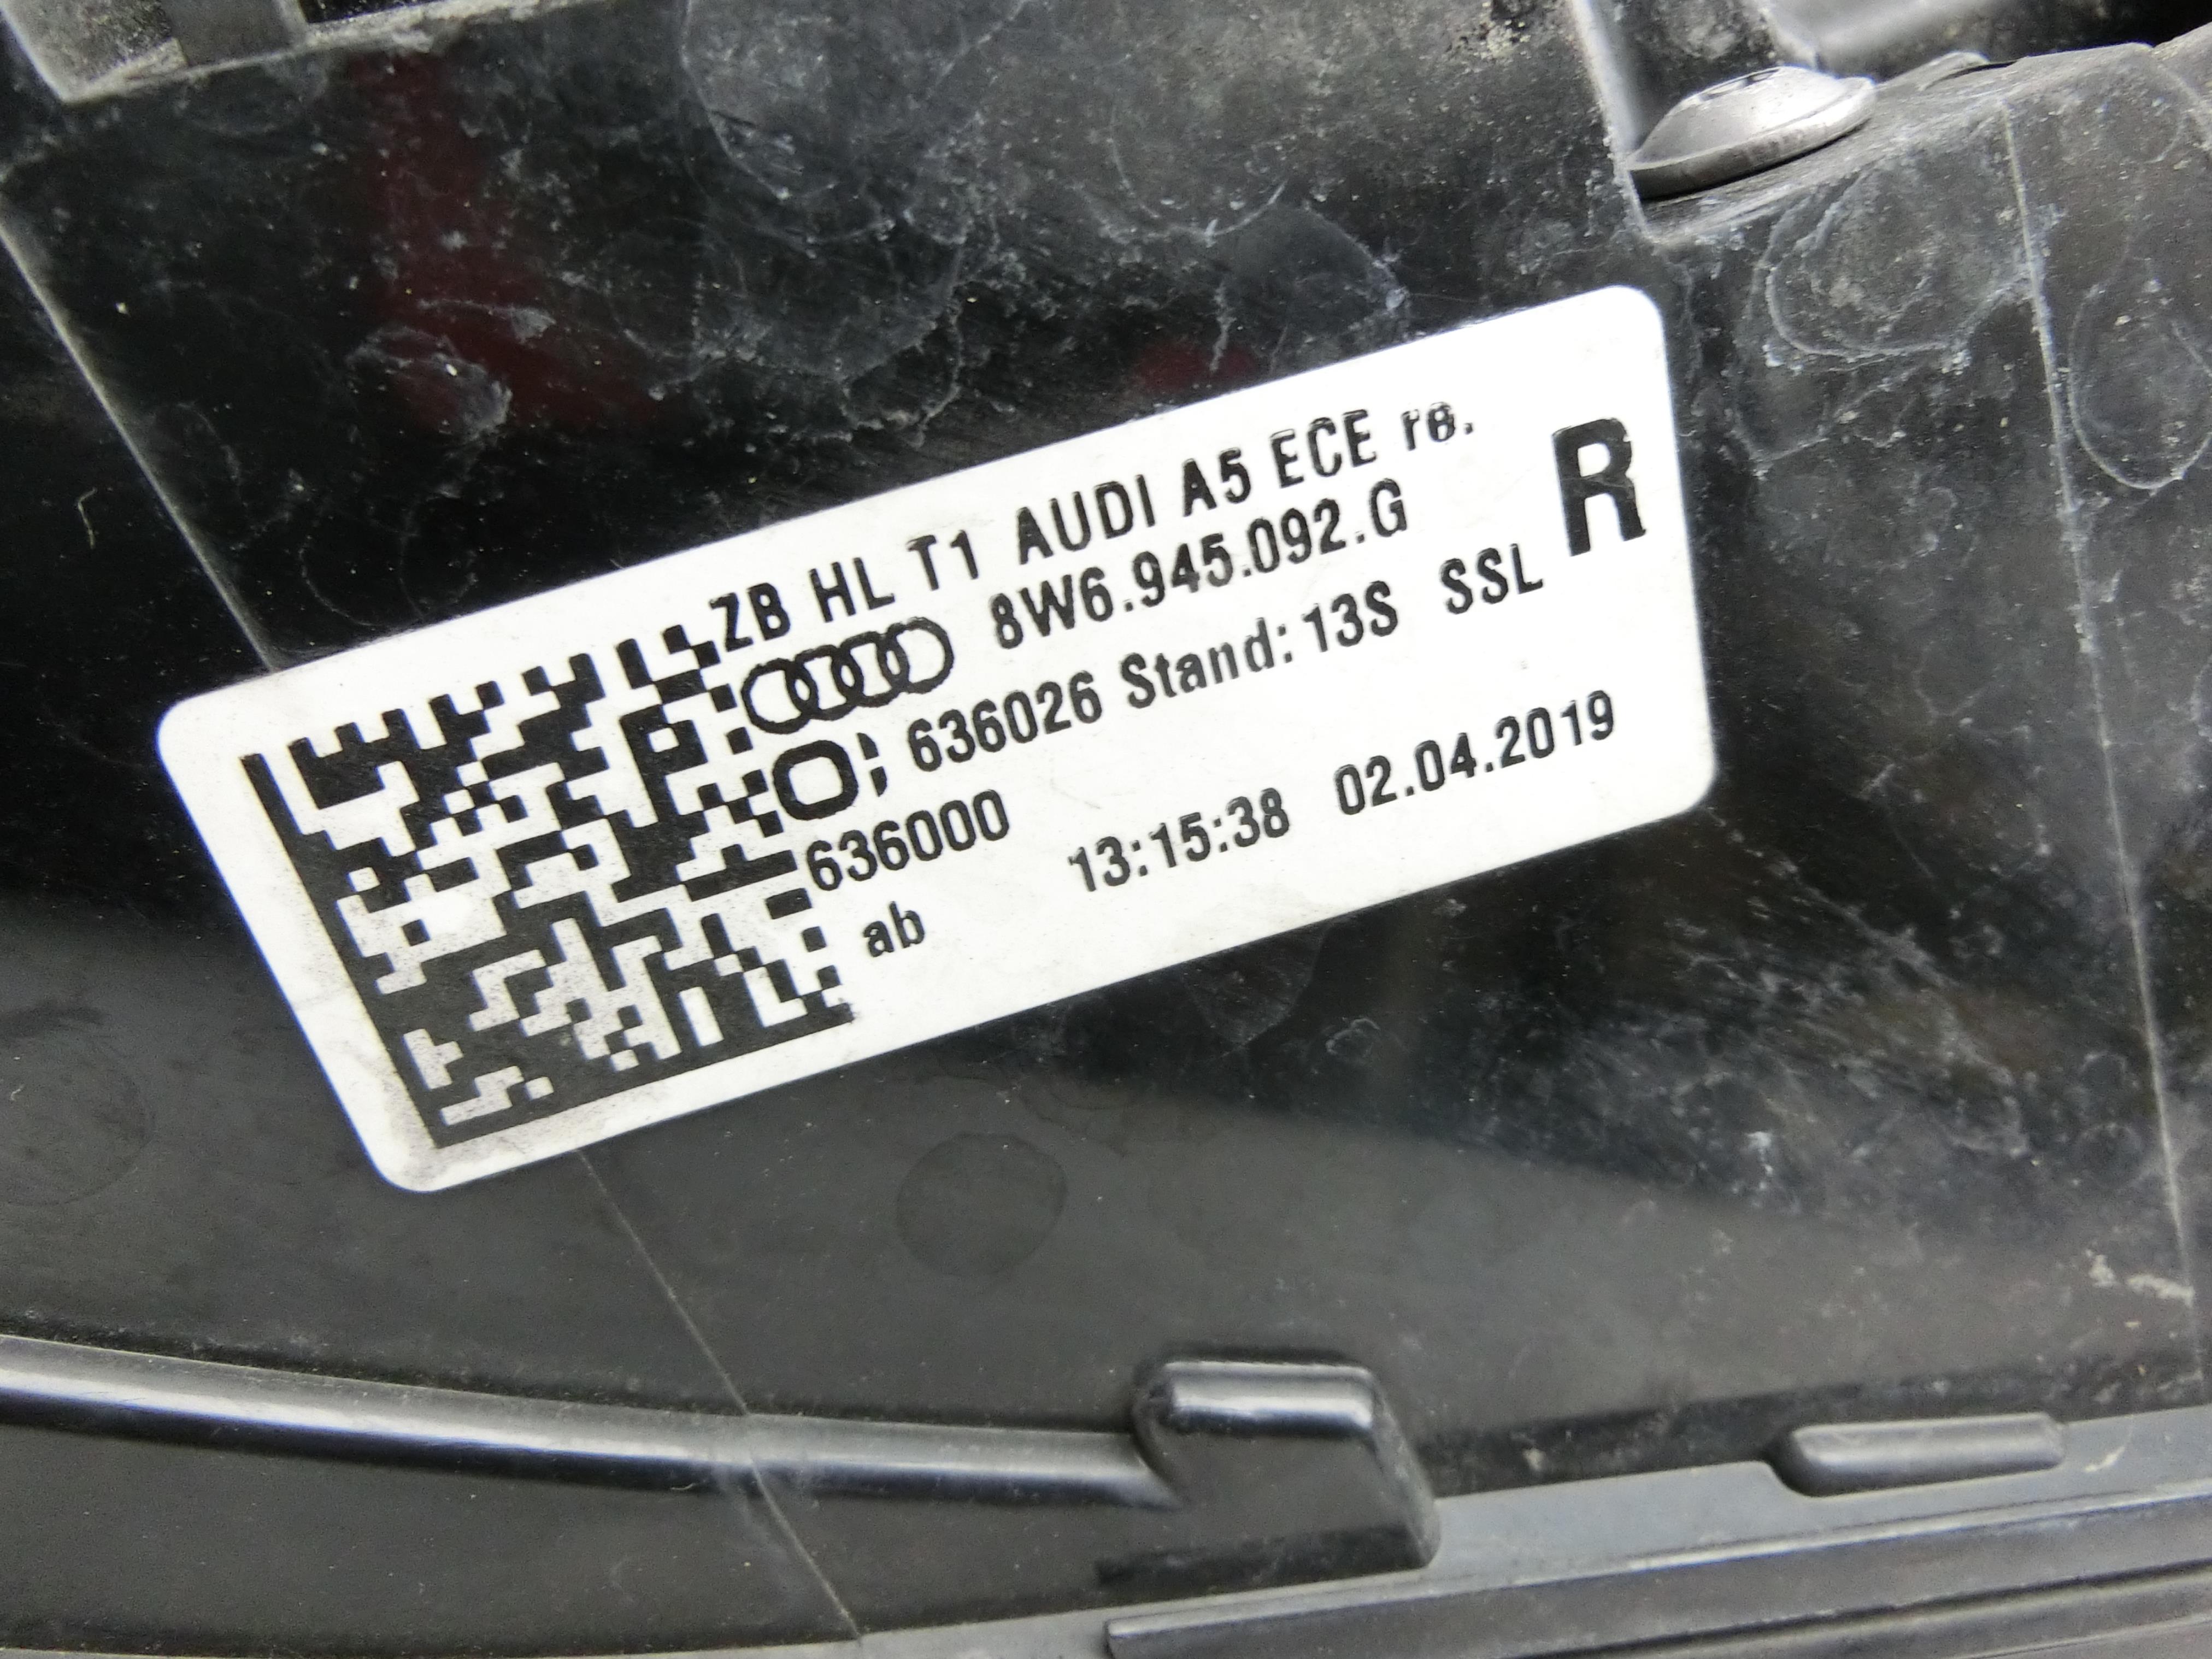 ZB HL T1 AUDI A5 ECE re.
8W6.945.092.G
R
O; 636026 Stand: 13S SSL
636000
ab 13:15:38 02.04.2019